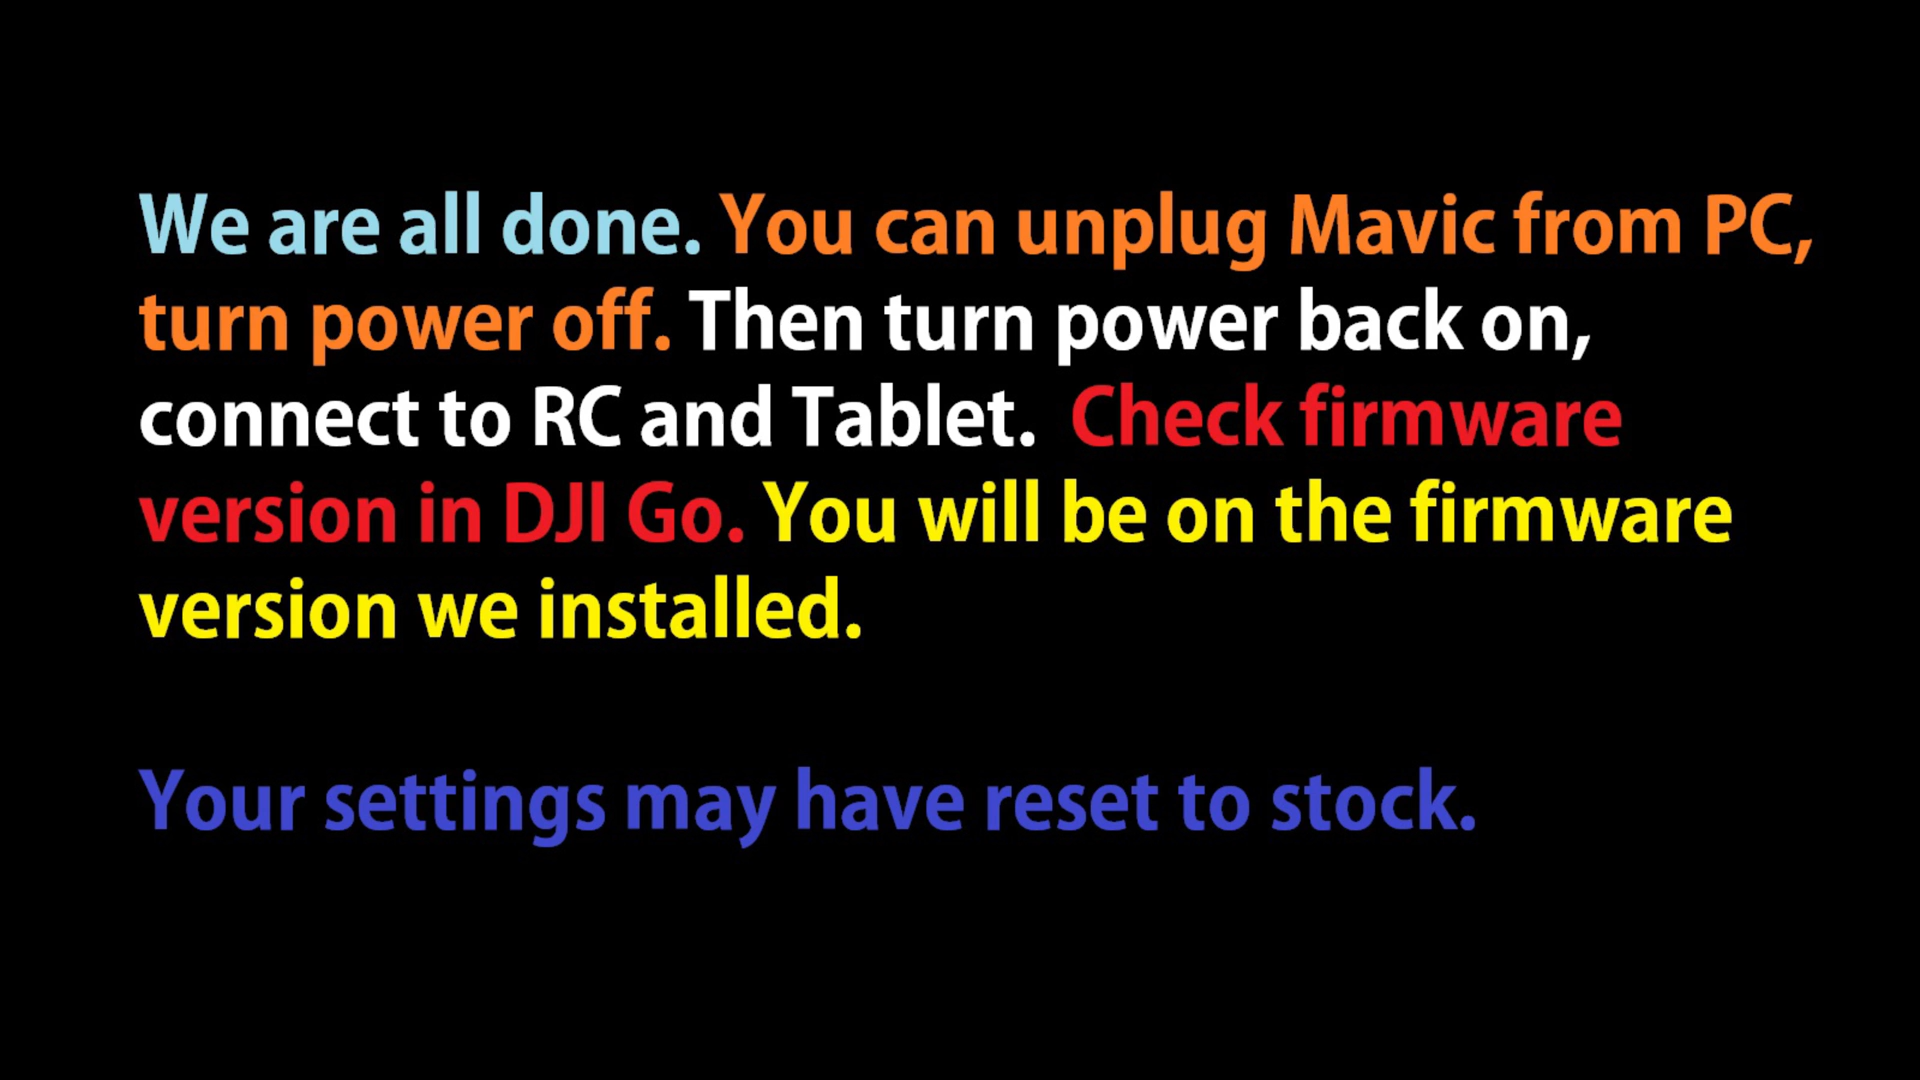 We are all done. You can unplug Mavic from PC,
turn power off. Then turn power back on,
connect to RC and Tablet.  Check firmware
version in DJI Go. You will be on the firmware
version we installed.
Your settings may have reset to stock.